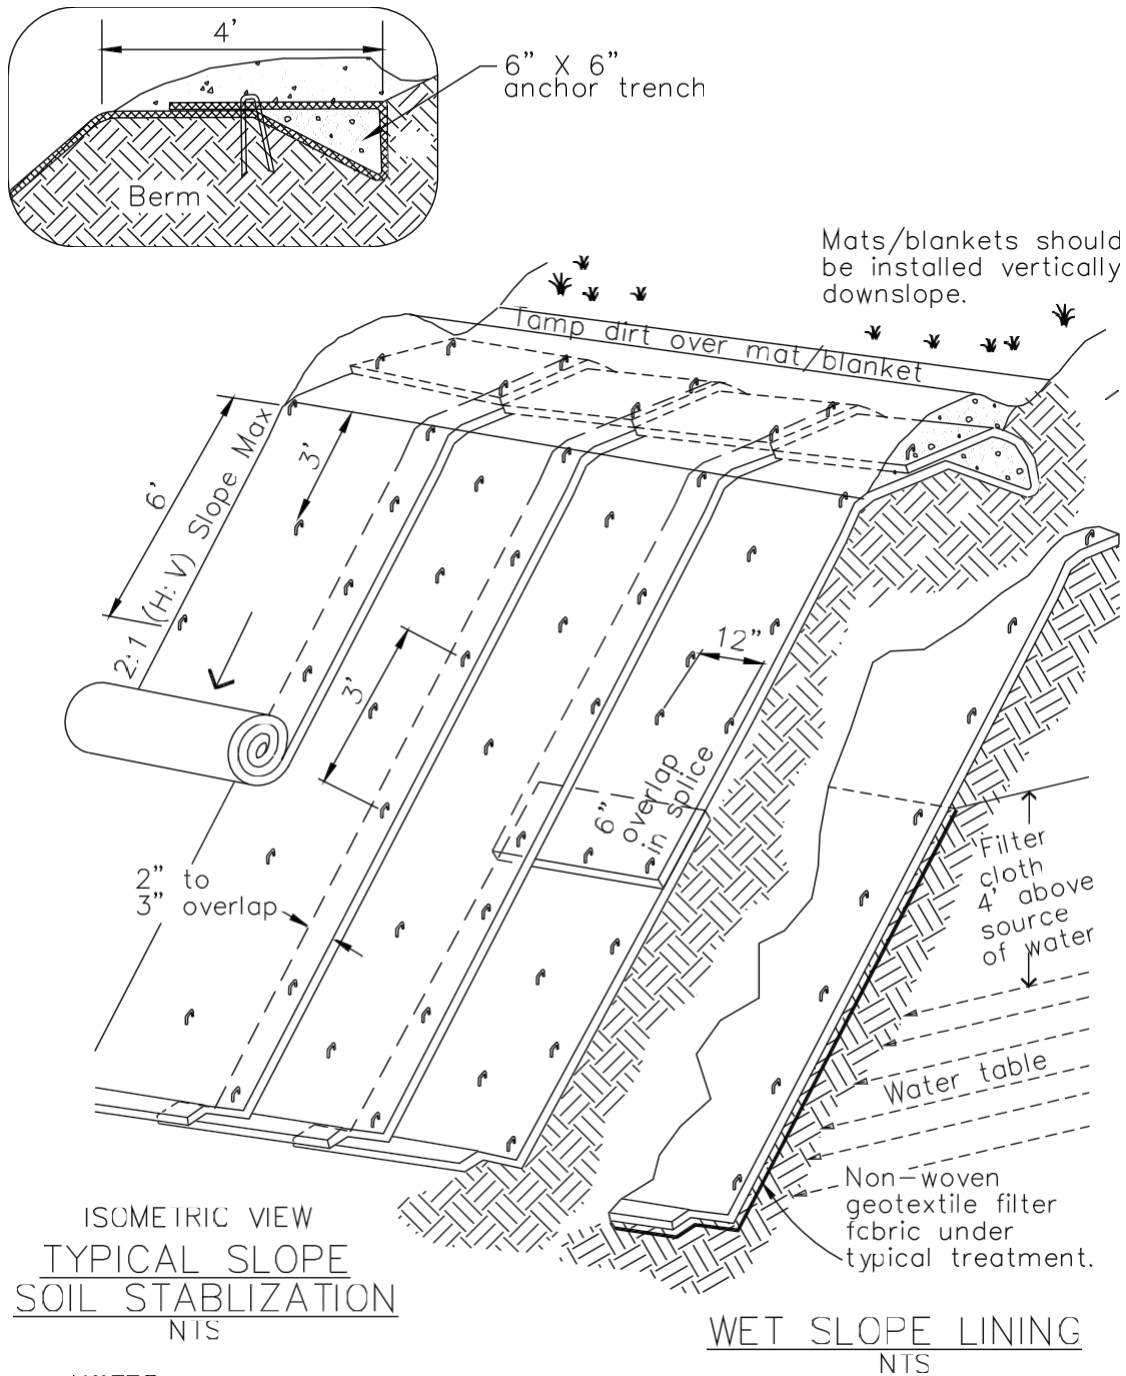 4'
6" X 6"
anchor trench
Berm
Mats/blankets should
be installed vertically
downslope.
Tamp dirt over mat/blanket
6'
2:1 (H: V) Slope Max
3'
12"
3'
6"
overlap
in splice
2" to
3" overlap
Filter
cloth
4' above
source
of water
Water table
Non-woven
geotextile filter
fcbric under
typical treatment.
ISOMETRIC VIEW
TYPICAL SLOPE
SOIL STABLIZATION
NTS
WET SLOPE LINING
NTS